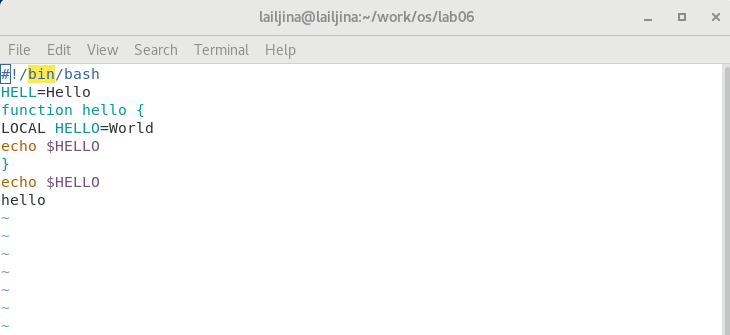 lailjina@lailjina:~/work/os/lab06
File Edit View Search Terminal Help
#!/bin/bash
HELL=Hello
function hello {
LOCAL HELLO=World
echo $HELLO
}
echo $HELLO
hello
~
~
~
~
~
~
~